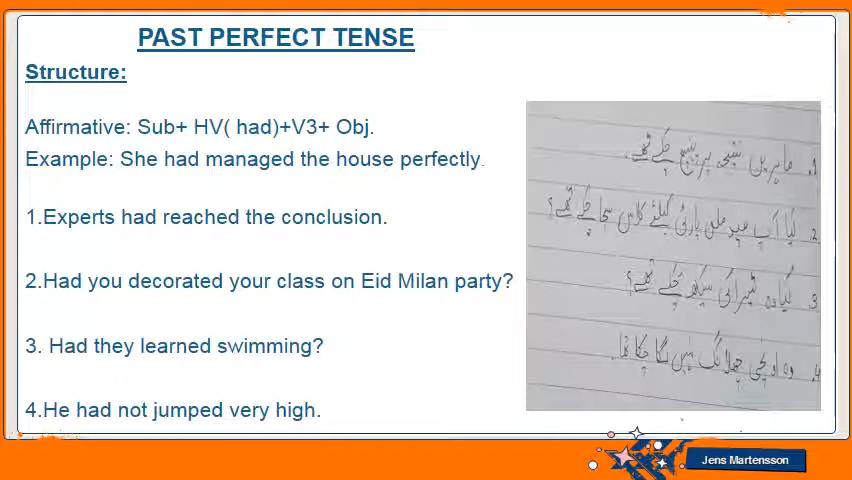 PAST PERFECT TENSE
Structure:
Affirmative: Sub+ HV( had)+V3+ Obj.
Example: She had managed the house perfectly.
1.Experts had reached the conclusion.
2.Had you decorated your class on Eid Milan party?
3. Had they learned swimming?
4.He had not jumped very high.
1. ماہرین نتیجہ پر پہنچ چکے تھے۔
2. کیا آپ عید ملن پارٹی کیلئے کلاس سجا چکے تھے؟
3. کیا وہ تیراکی سیکھ چکے تھے؟
4. وہ اونچی چھلانگ نہیں لگا چکا تھا۔
Jens Martensson